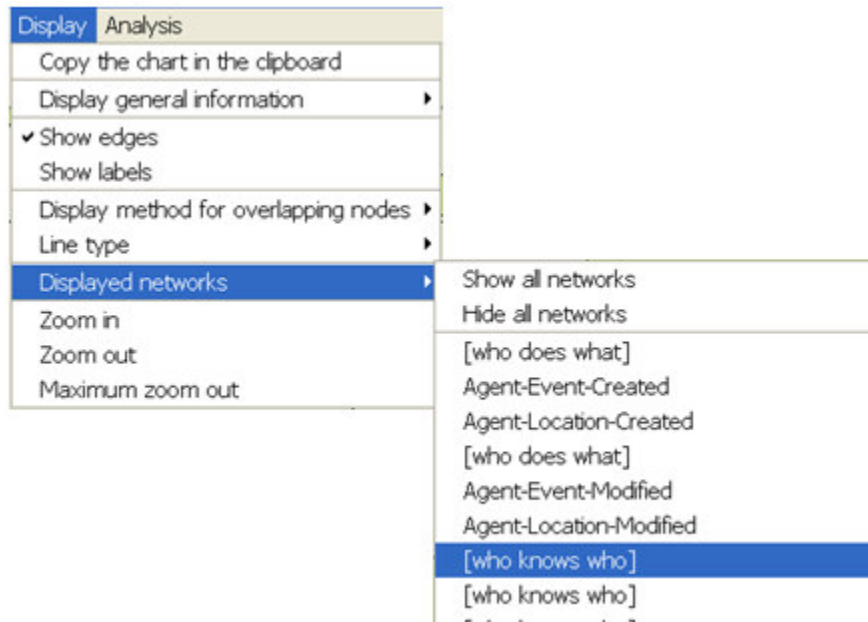 Display Analysis
Copy the chart in the clipboard
Display general information
Show edges
Show labels
Display method for overlapping nodes
Line type
Displayed networks
Zoom in
Zoom out
Maximum zoom out
Show all networks
Hide all networks
[who does what]
Agent-Event-Created
Agent-Location-Created
[who does what]
Agent-Event-Modified
Agent-Location-Modified
[who knows who]
[who knows who]